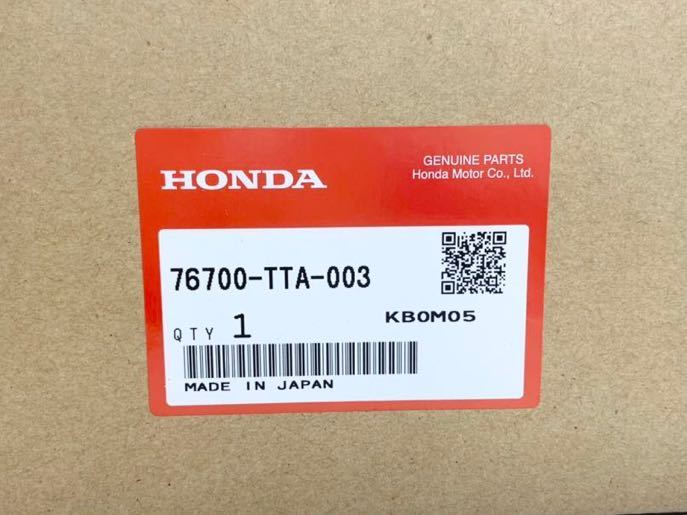 HONDA
GENUINE PARTS
Honda Motor Co., Ltd.
76700-TTA-003
KB0M05
QTY 1
MADE IN JAPAN